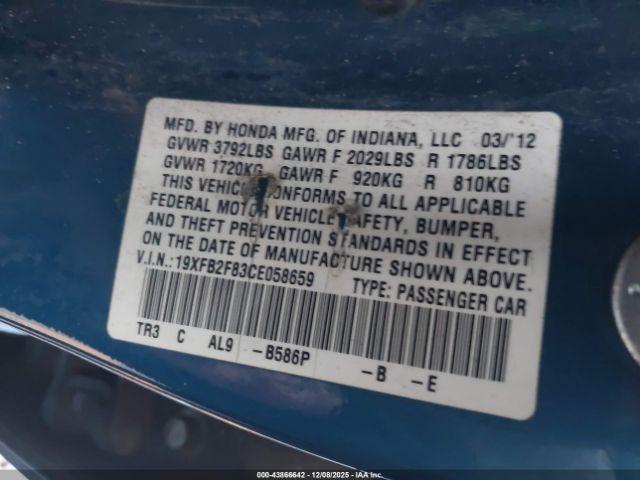 MFD. BY HONDA MFG. OF INDIANA, LLC 03/'12
GVWR 3792LBS GAWR F 2029LBS R 1786LBS
GVWR 1720KG GAWR F 920KG R 810KG
THIS VEHICLE CONFORMS TO ALL APPLICABLE
FEDERAL MOTOR VEHICLE SAFETY, BUMPER,
AND THEFT PREVENTION STANDARDS IN EFFECT
ON THE DATE OF MANUFACTURE SHOWN ABOVE.
V.I.N.:19XFB2F83CE058659 TYPE: PASSENGER CAR
TR3 C AL9 -B586P -B -E
000-43866642 | 12/08/2025 - IAAI.COM